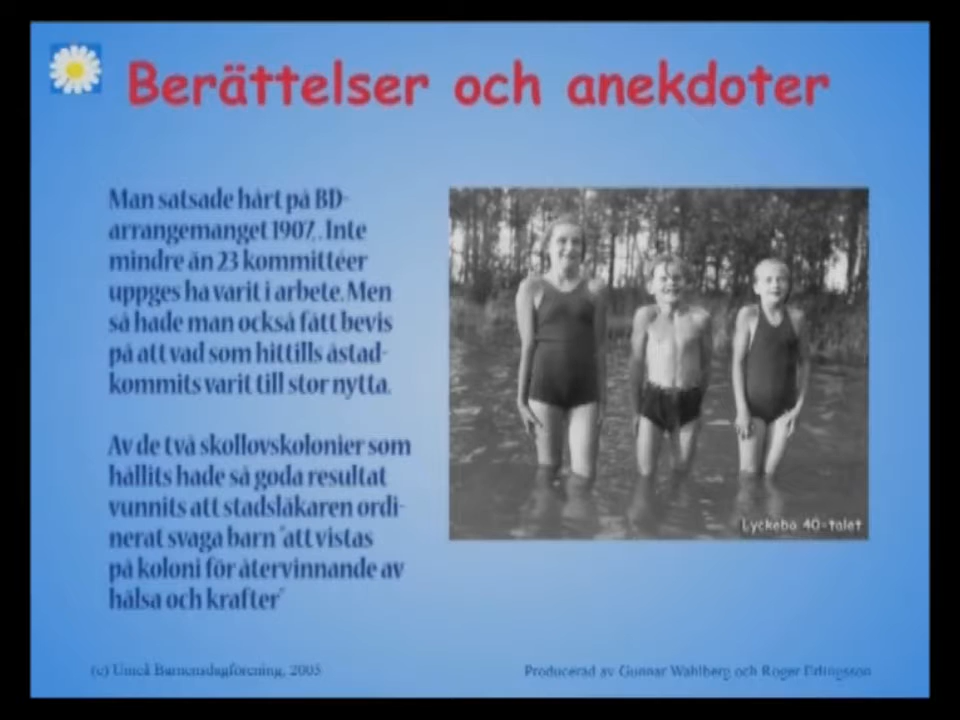 Berättelser och anekdoter
Man satsade hårt på BD-
arrangemanget 1907,. Inte
mindre än 23 kommittéer
uppges ha varit i arbete. Men
så hade man också fått bevis
på att vad som hittills åstad-
kommits varit till stor nytta.
Av de två skollovskolonier som
hållits hade så goda resultat
vunnits att stadsläkaren ordi-
nerat svaga barn "att vistas
på koloni för återvinnande av
hälsa och krafter"
Lyckebo 40-talet
(c) Umeå Barnensdagförening, 2005
Producerad av Gunnar Wahlberg och Roger Erlingsson